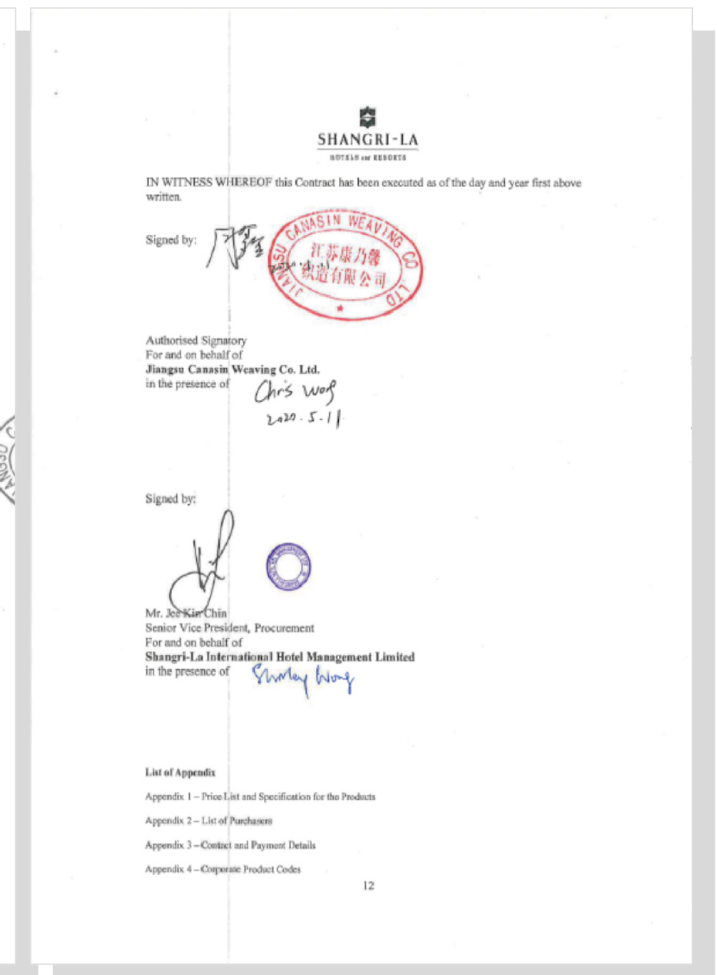 SHANGRI-LA
HOTELS and RESORTS
IN WITNESS WHEREOF this Contract has been executed as of the day and year first above
written.
Signed by:
JIANGSU CANASIN WEAVING CO. LTD
江苏康乃馨
织造有限公司
Authorised Signatory
For and on behalf of
Jiangsu Canasin Weaving Co. Ltd.
in the presence of
Chris Wong
2020-5-11
Signed by:
Mr. Jee Kin Chin
Senior Vice President, Procurement
For and on behalf of
Shangri-La International Hotel Management Limited
in the presence of
Shirley Wong
List of Appendix
Appendix 1 – Price List and Specification for the Products
Appendix 2 – List of Purchasers
Appendix 3 – Contact and Payment Details
Appendix 4 – Corporate Product Codes
12